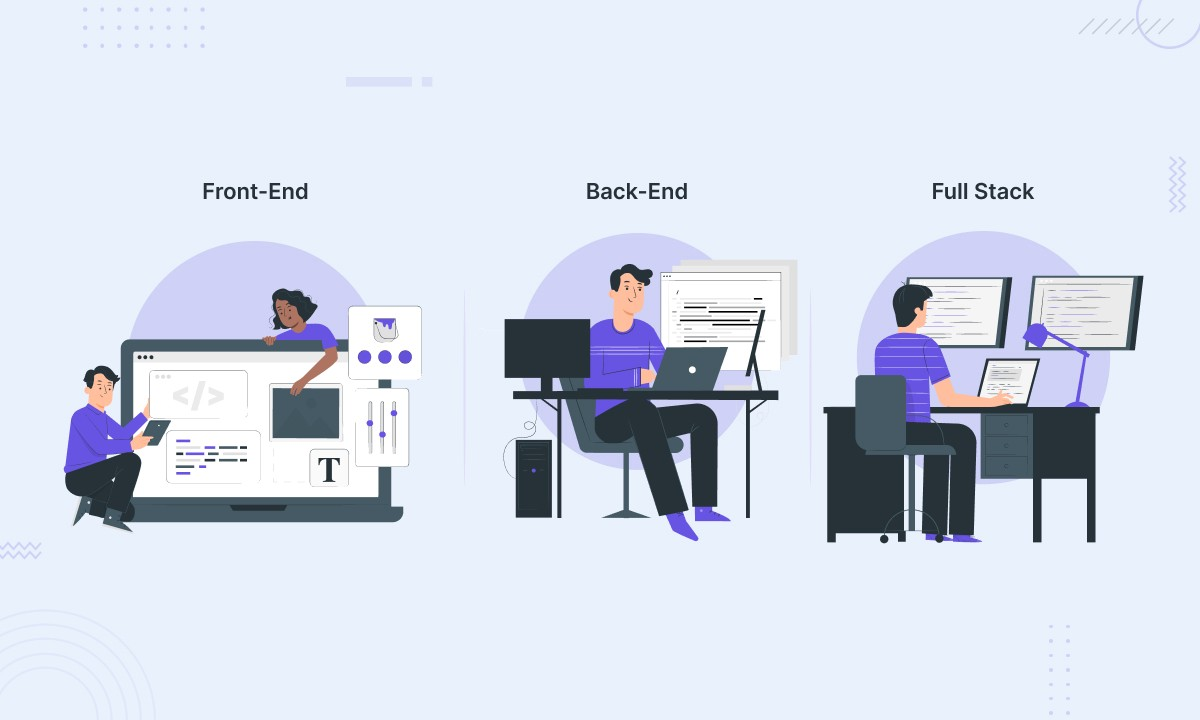 Front-End
Back-End
Full Stack
</>
T